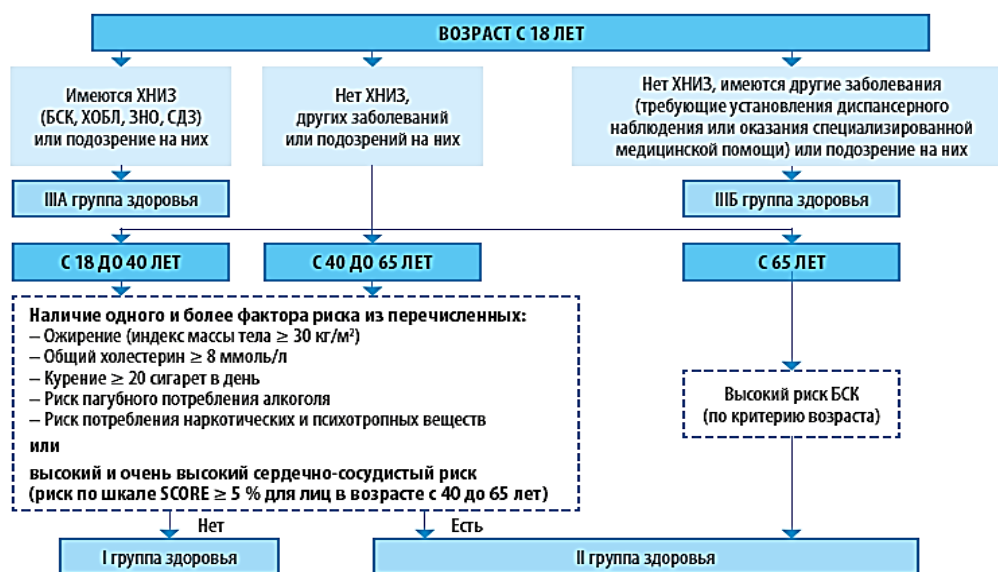 ВОЗРАСТ С 18 ЛЕТ
Имеются ХНИЗ
(БСК, ХОБЛ, ЗНО, СДЗ)
или подозрение на них
Нет ХНИЗ,
других заболеваний
или подозрений на них
Нет ХНИЗ, имеются другие заболевания
(требующие установления диспансерного
наблюдения или оказания специализированной
медицинской помощи) или подозрение на них
IIIА группа здоровья
IIIБ группа здоровья
С 18 ДО 40 ЛЕТ
С 40 ДО 65 ЛЕТ
С 65 ЛЕТ
Наличие одного и более фактора риска из перечисленных:
– Ожирение (индекс массы тела ≥ 30 кг/м²)
– Общий холестерин ≥ 8 ммоль/л
– Курение ≥ 20 сигарет в день
– Риск пагубного потребления алкоголя
– Риск потребления наркотических и психотропных веществ
или
высокий и очень высокий сердечно-сосудистый риск
(риск по шкале SCORE ≥ 5 % для лиц в возрасте с 40 до 65 лет)
Высокий риск БСК
(по критерию возраста)
Нет
Есть
I группа здоровья
II группа здоровья